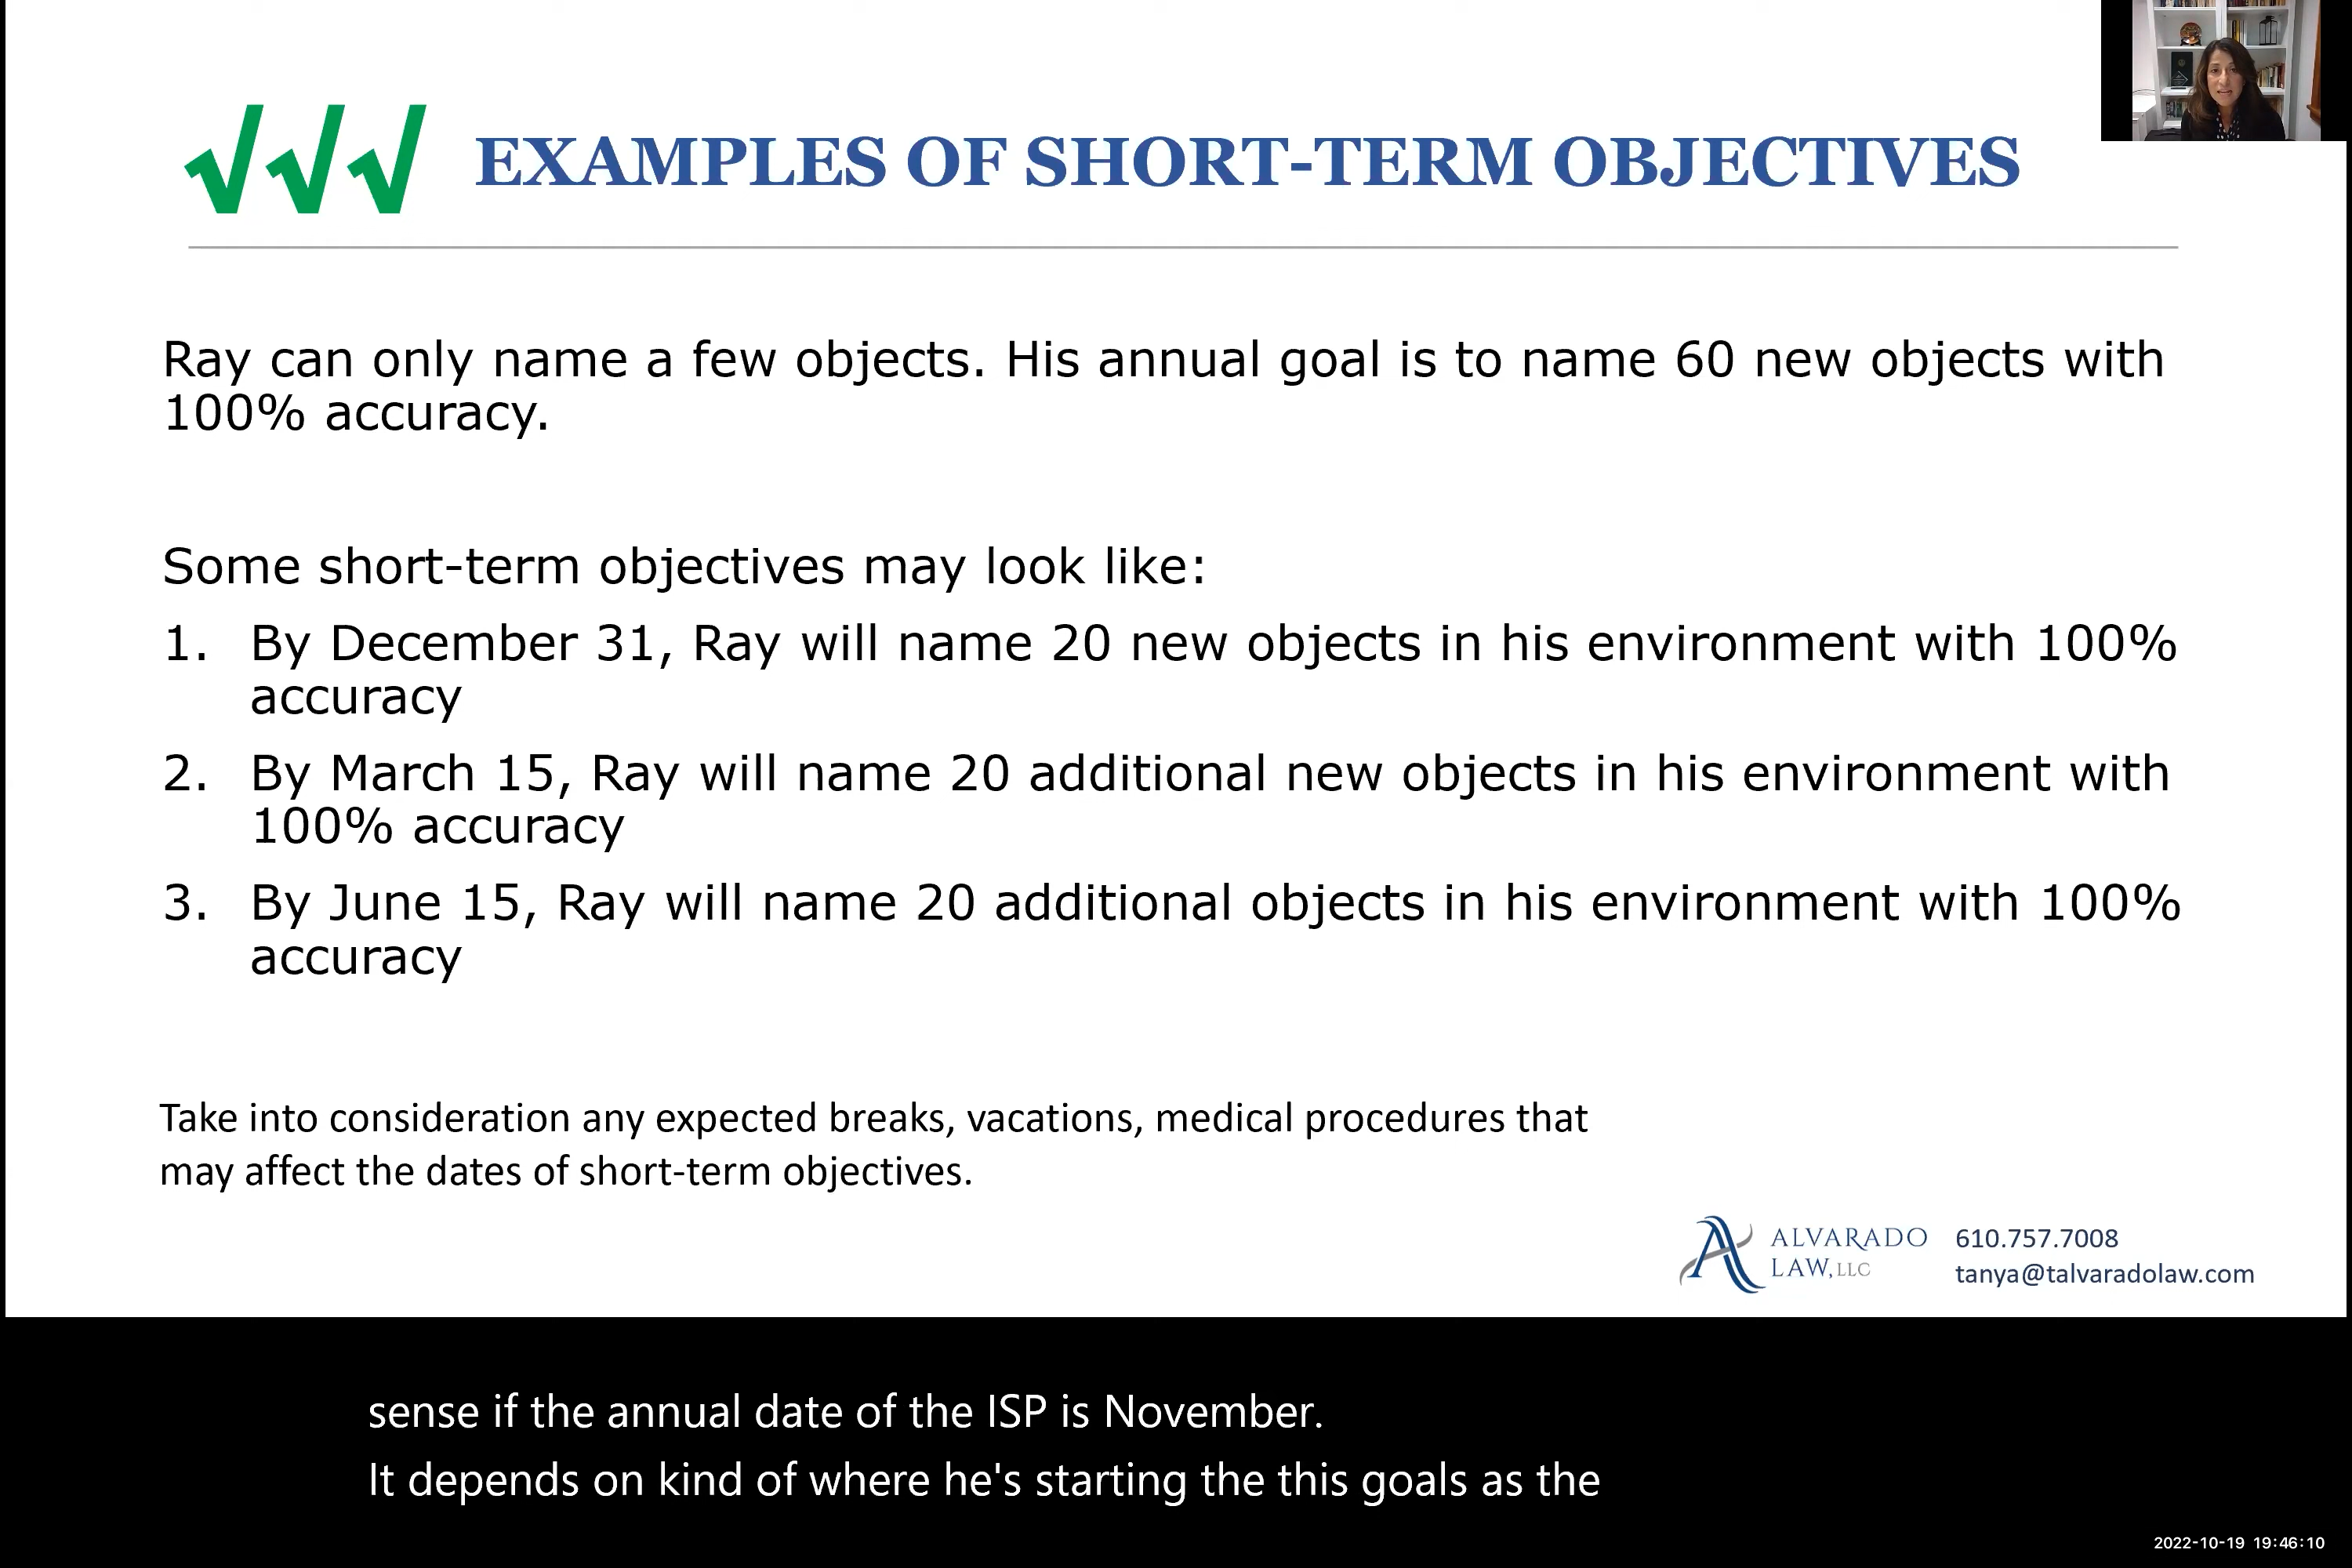 √√√ EXAMPLES OF SHORT-TERM OBJECTIVES
Ray can only name a few objects. His annual goal is to name 60 new objects with
100% accuracy.
Some short-term objectives may look like:
1. By December 31, Ray will name 20 new objects in his environment with 100%
accuracy
2. By March 15, Ray will name 20 additional new objects in his environment with
100% accuracy
3. By June 15, Ray will name 20 additional objects in his environment with 100%
accuracy
Take into consideration any expected breaks, vacations, medical procedures that
may affect the dates of short-term objectives.
ALVARADO
LAW, LLC
610.757.7008
tanya@talvaradolaw.com
sense if the annual date of the ISP is November.
It depends on kind of where he's starting the this goals as the
2022-10-19 19:46:10